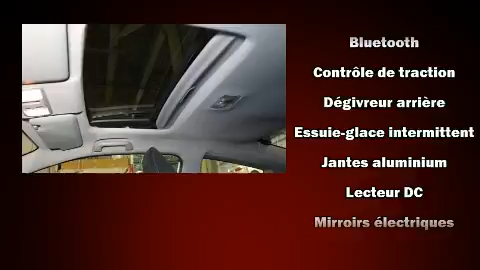 Bluetooth
Contrôle de traction
Dégivreur arrière
Essuie-glace intermittent
Jantes aluminium
Lecteur DC
Mirroirs électriques